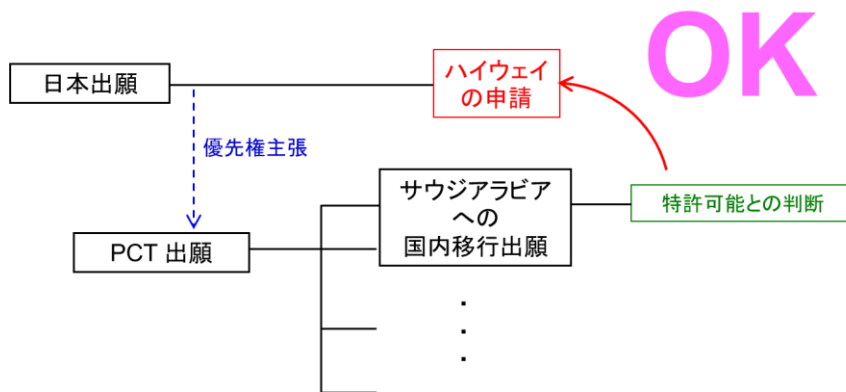 OK
日本出願
ハイウェイ
の申請
優先権主張
サウジアラビア
への
国内移行出願
特許可能との判断
PCT 出願